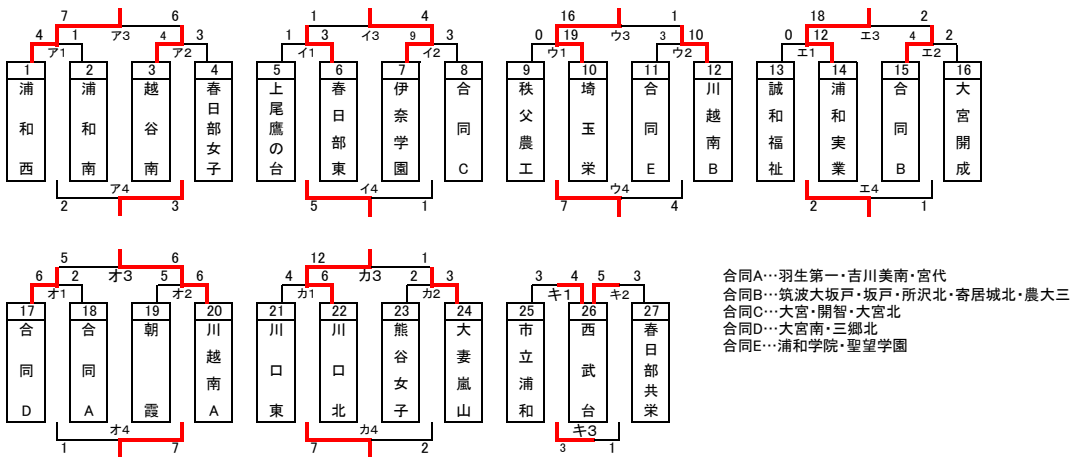 7 6 1 4 16 1 18 2
ア3 イ3 ウ3 エ3
4 1 4 3 1 3 9 3 0 19 3 10 0 12 4 2
ア1 ア2 イ1 イ2 ウ1 ウ2 エ1 エ2
1 2 3 4 5 6 7 8 9 10 11 12 13 14 15 16
浦和西
浦和南
越谷南
春日部女子
上尾鷹の台
春日部東
伊奈学園
合同C
秩父農工
埼玉栄
合同E
川越南B
誠和福祉
浦和実業
合同B
大宮開成
ア4 イ4 ウ4 エ4
2 3 5 1 7 4 2 1
5 6 12 1
オ3 カ3
6 2 5 6 4 6 2 3 3 4 5 3
オ1 オ2 カ1 カ2 キ1 キ2
17 18 19 20 21 22 23 24 25 26 27
合同D
合同A
朝霞
川越南A
川口東
川口北
熊谷女子
大妻嵐山
市立浦和
西武台
春日部共栄
オ4 カ4 キ3
1 7 7 2 3 1
合同A…羽生第一・吉川美南・宮代
合同B…筑波大坂戸・坂戸・所沢北・寄居城北・農大三
合同C…大宮・開智・大宮北
合同D…大宮南・三郷北
合同E…浦和学院・聖望学園